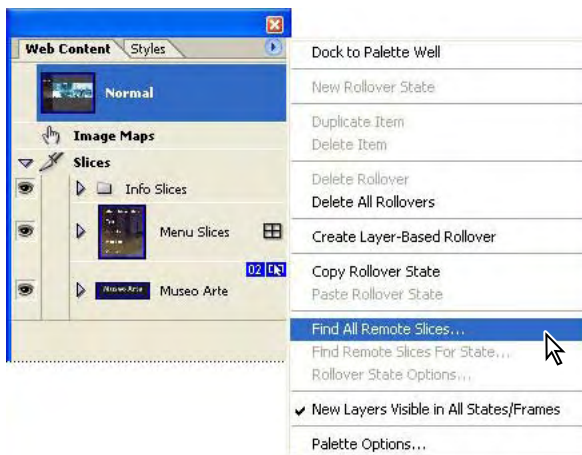 Web Content
Styles
Normal
Image Maps
Slices
Info Slices
Menu Slices
02
Museo Arte
Museo Arte
Dock to Palette Well
New Rollover State
Duplicate Item
Delete Item
Delete Rollover
Delete All Rollovers
Create Layer-Based Rollover
Copy Rollover State
Paste Rollover State
Find All Remote Slices...
Find Remote Slices For State...
Rollover State Options...
New Layers Visible in All States/Frames
Palette Options...